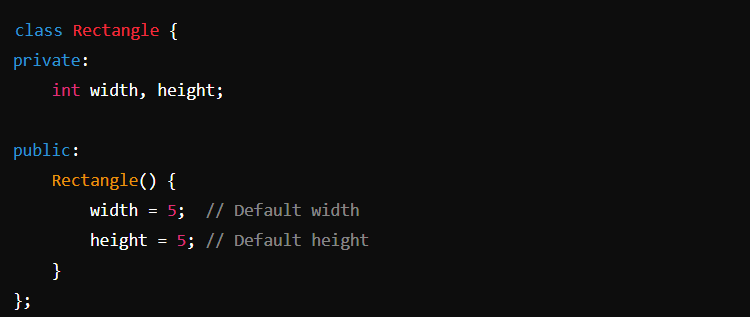 class Rectangle {
private:
    int width, height;

public:
    Rectangle() {
        width = 5;  // Default width
        height = 5; // Default height
    }
};